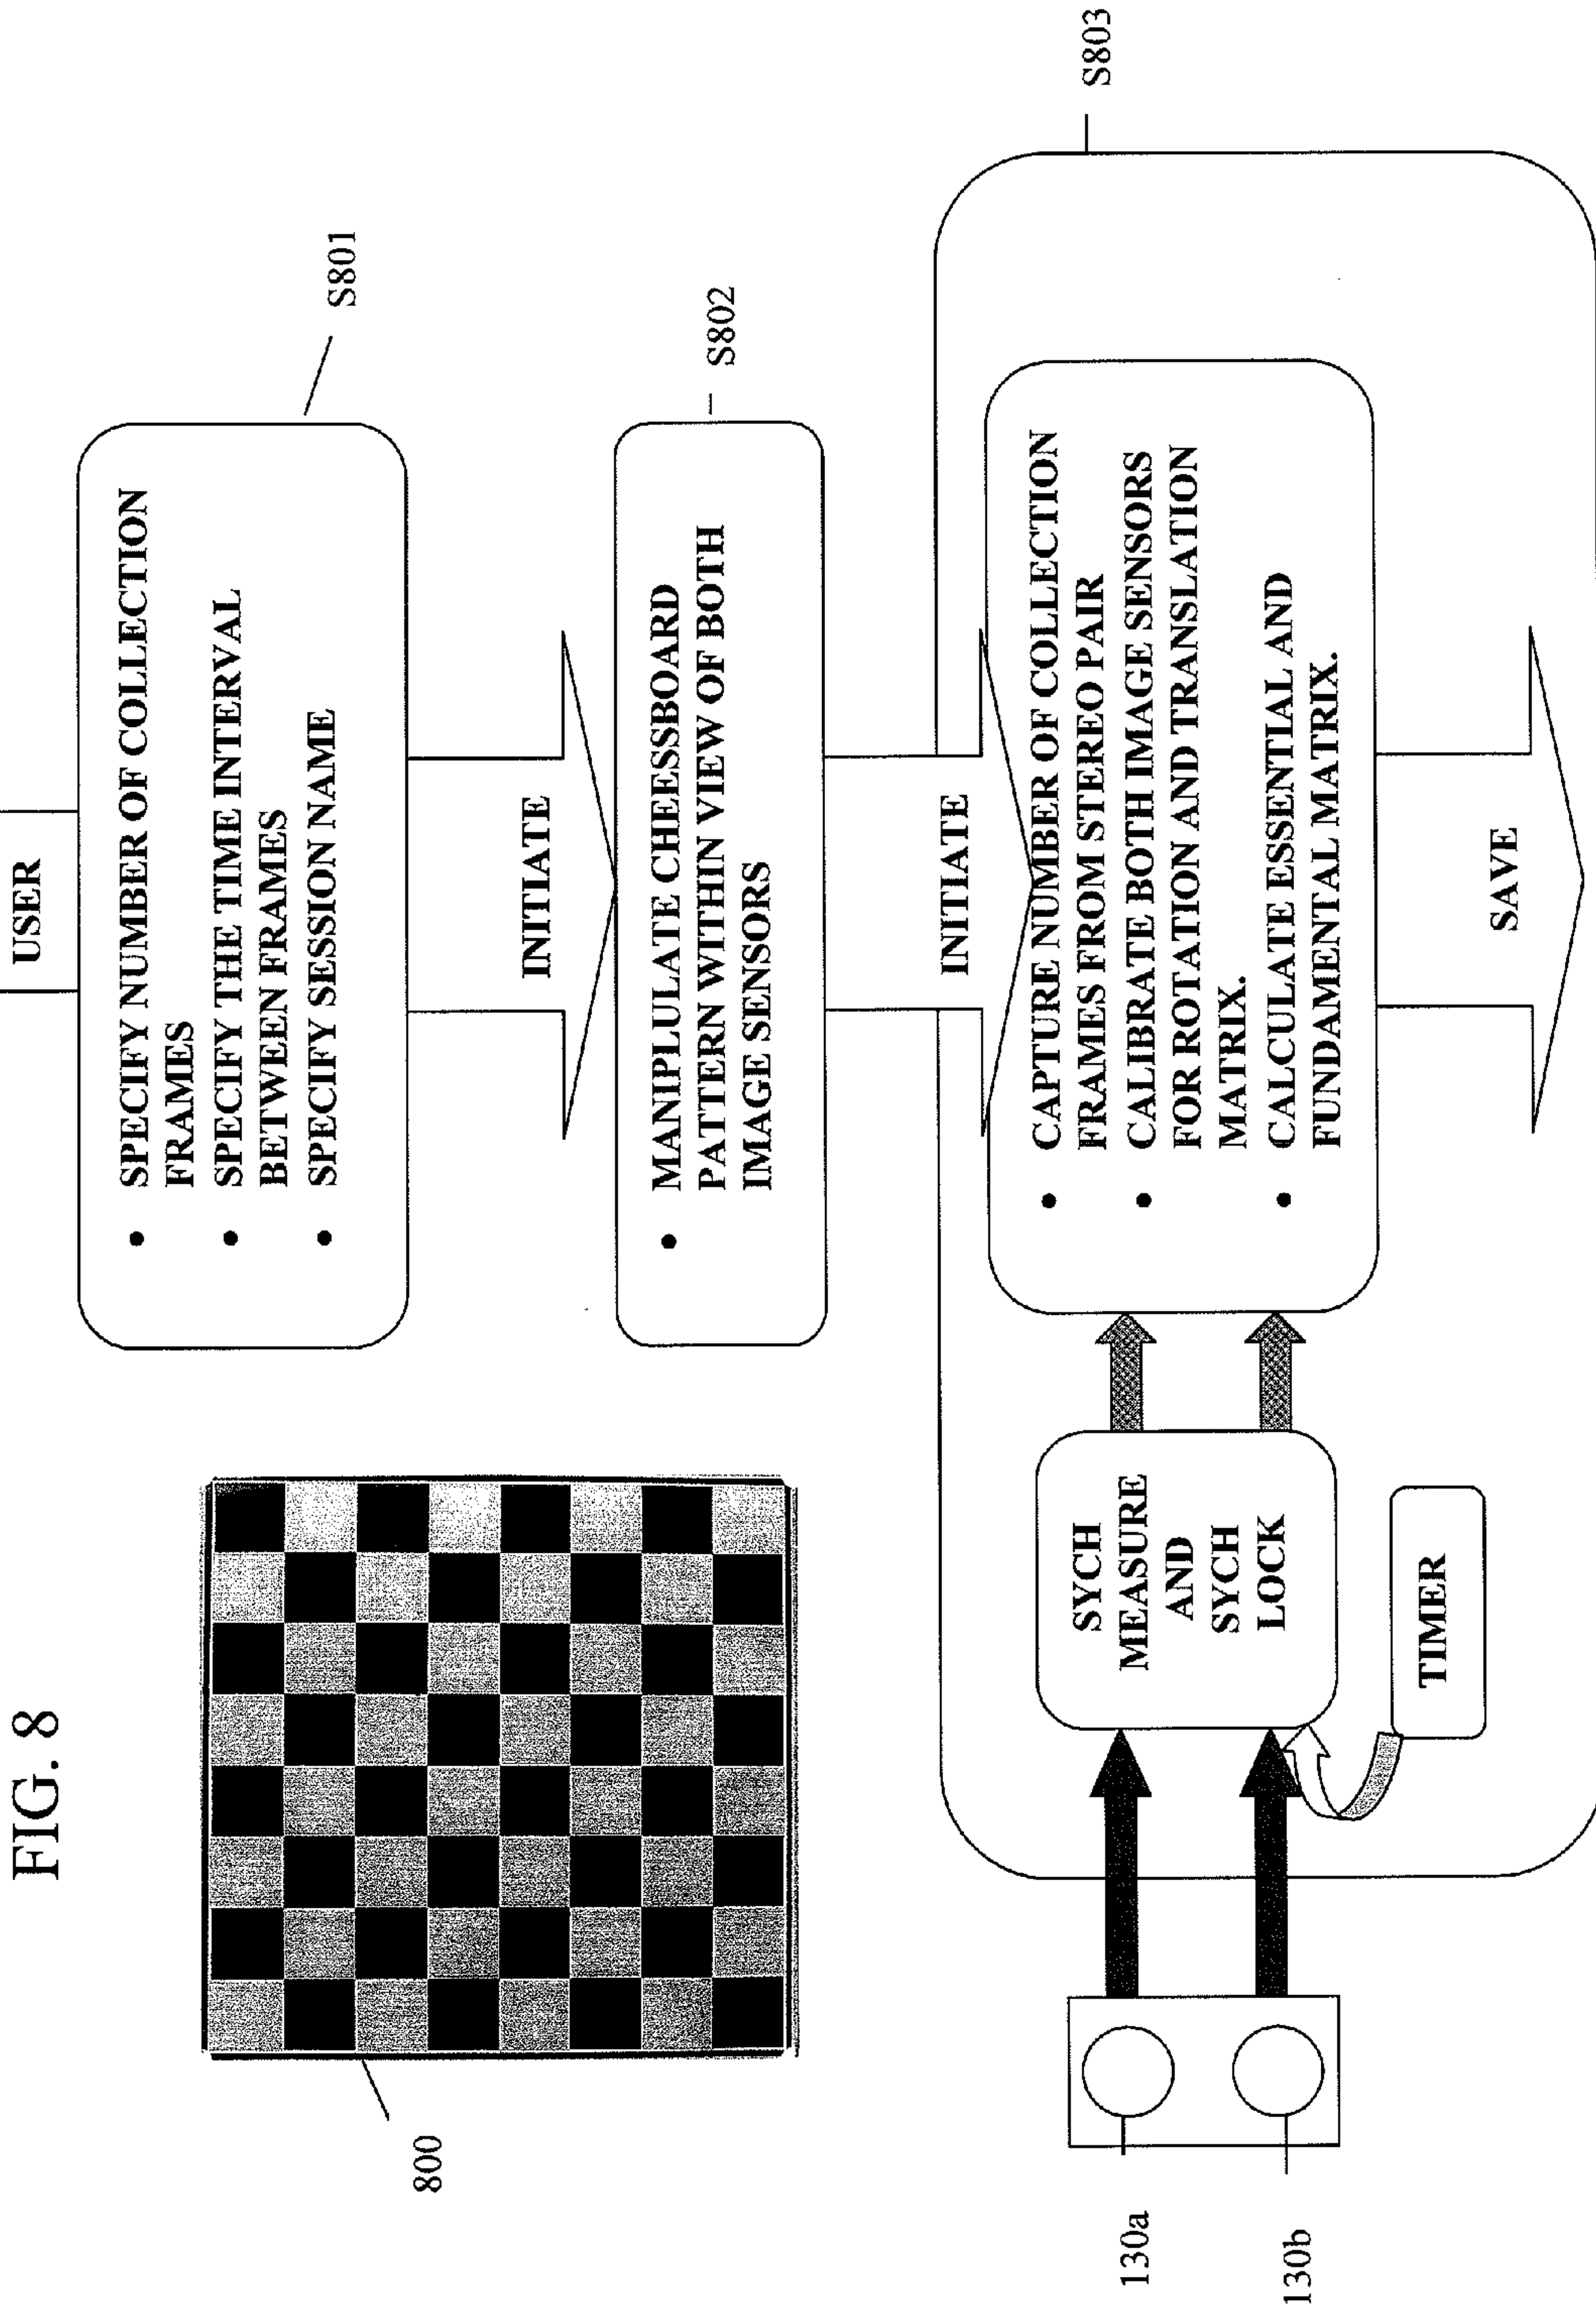 FIG. 8
USER
• SPECIFY NUMBER OF COLLECTION
FRAMES
• SPECIFY THE TIME INTERVAL
BETWEEN FRAMES
• SPECIFY SESSION NAME
S801
INITIATE
800
• MANIPLULATE CHEESSBOARD
PATTERN WITHIN VIEW OF BOTH
IMAGE SENSORS
S802
INITIATE
S803
130a
130b
SYCH
MEASURE
AND
SYCH
LOCK
TIMER
• CAPTURE NUMBER OF COLLECTION
FRAMES FROM STEREO PAIR
• CALIBRATE BOTH IMAGE SENSORS
FOR ROTATION AND TRANSLATION
MATRIX.
• CALCULATE ESSENTIAL AND
FUNDAMENTAL MATRIX.
SAVE